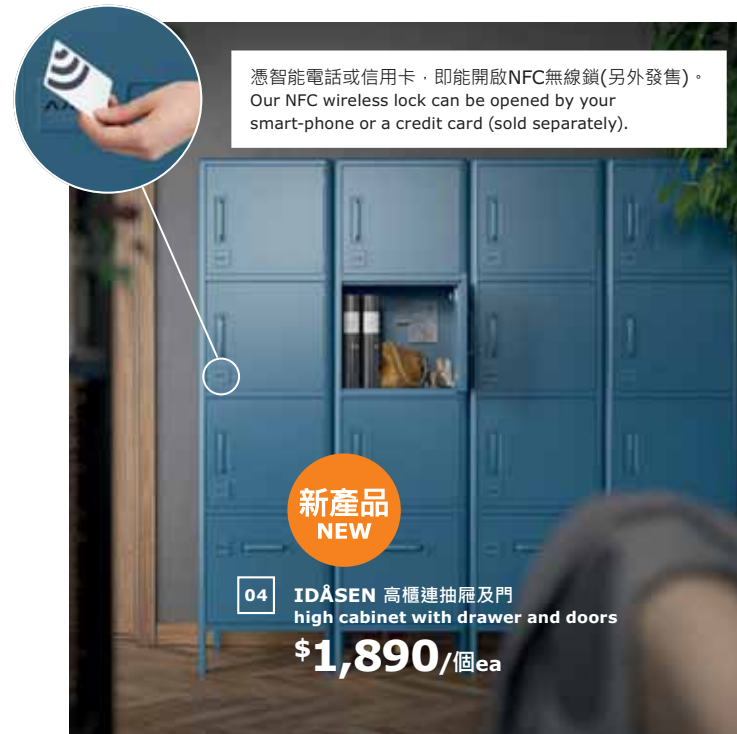 憑智能電話或信用卡，即能開啟NFC無線鎖(另外發售)。
Our NFC wireless lock can be opened by your
smart-phone or a credit card (sold separately).
新產品
NEW
04
IDÅSEN 高櫃連抽屜及門
high cabinet with drawer and doors
$1,890/個ea